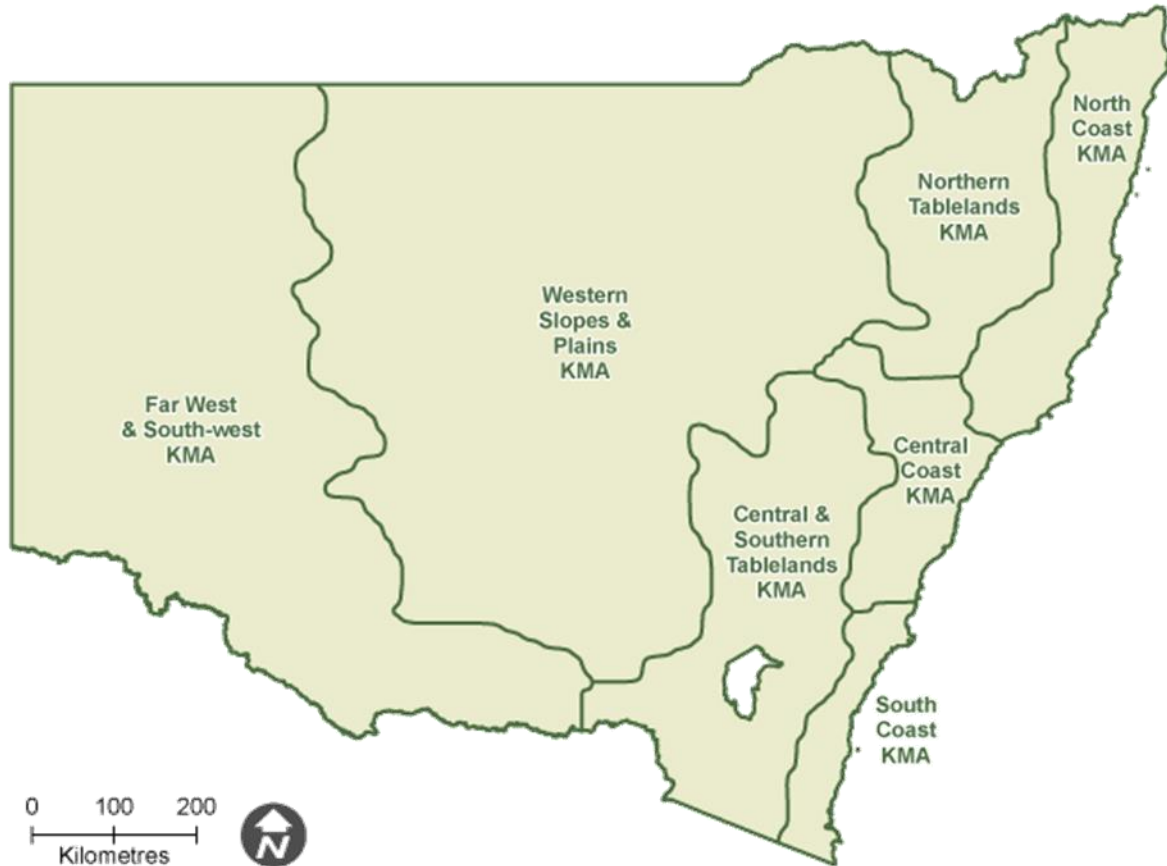 North
Coast
KMA
Northern
Tablelands
KMA
Western
Slopes &
Plains
KMA
Far West
& South-west
KMA
Central
Coast
KMA
Central &
Southern
Tablelands
KMA
South
Coast
KMA
0 100 200
Kilometres
N